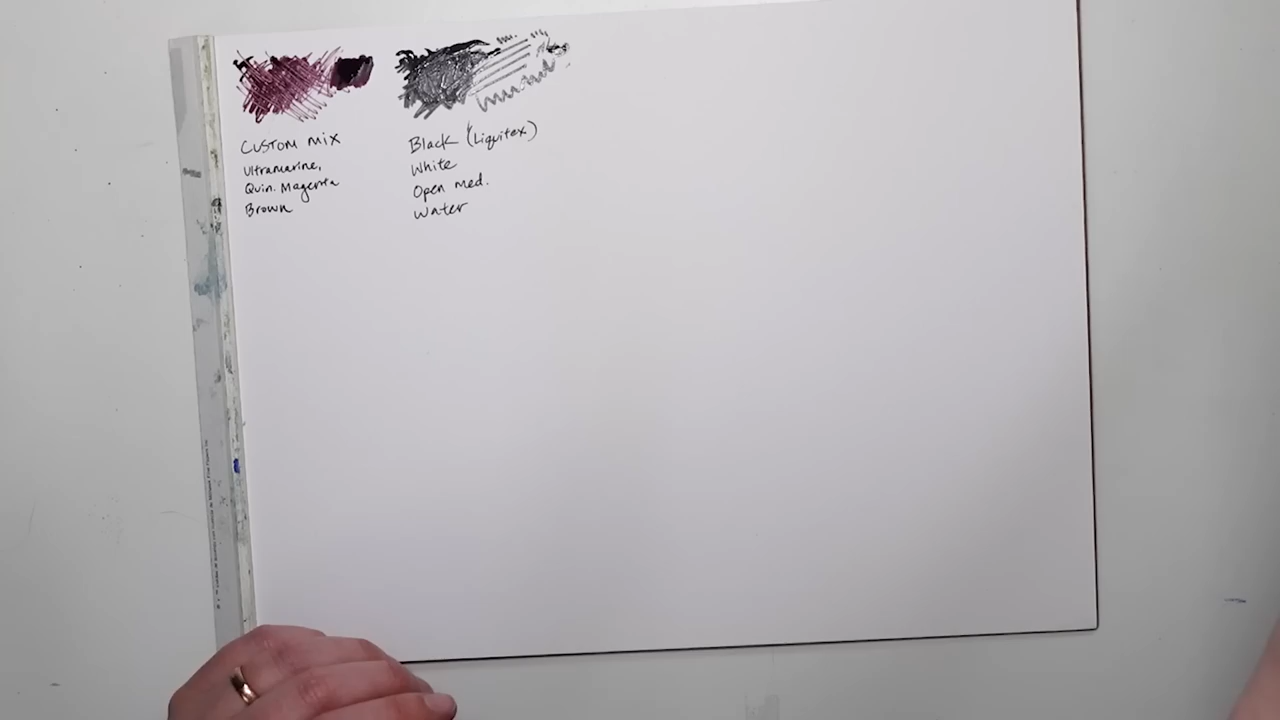 Custom mix
Ultramarine,
Quin. Magenta
Brown
Black (Liquitex)
White
Open med.
Water